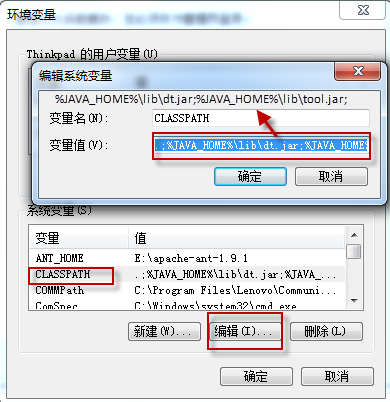 环境变量
Thinkpad 的用户变量(U)
编辑系统变量
%JAVA_HOME%\lib\dt.jar;%JAVA_HOME%\lib\tool.jar;
变量名(N): CLASSPATH
变量值(V): .;%JAVA_HOME%\lib\dt.jar;%JAVA_HOME%
确定 取消
系统变量(S)
变量 值
ANT_HOME E:\apache-ant-1.9.1
CLASSPATH .;%JAVA_HOME%\lib\dt.jar;%JAVA_...
COMMPath C:\Program Files\Lenovo\Communi...
ComSpec C:\Windows\system32\cmd.exe
新建(W)... 编辑(I)... 删除(L)
确定 取消